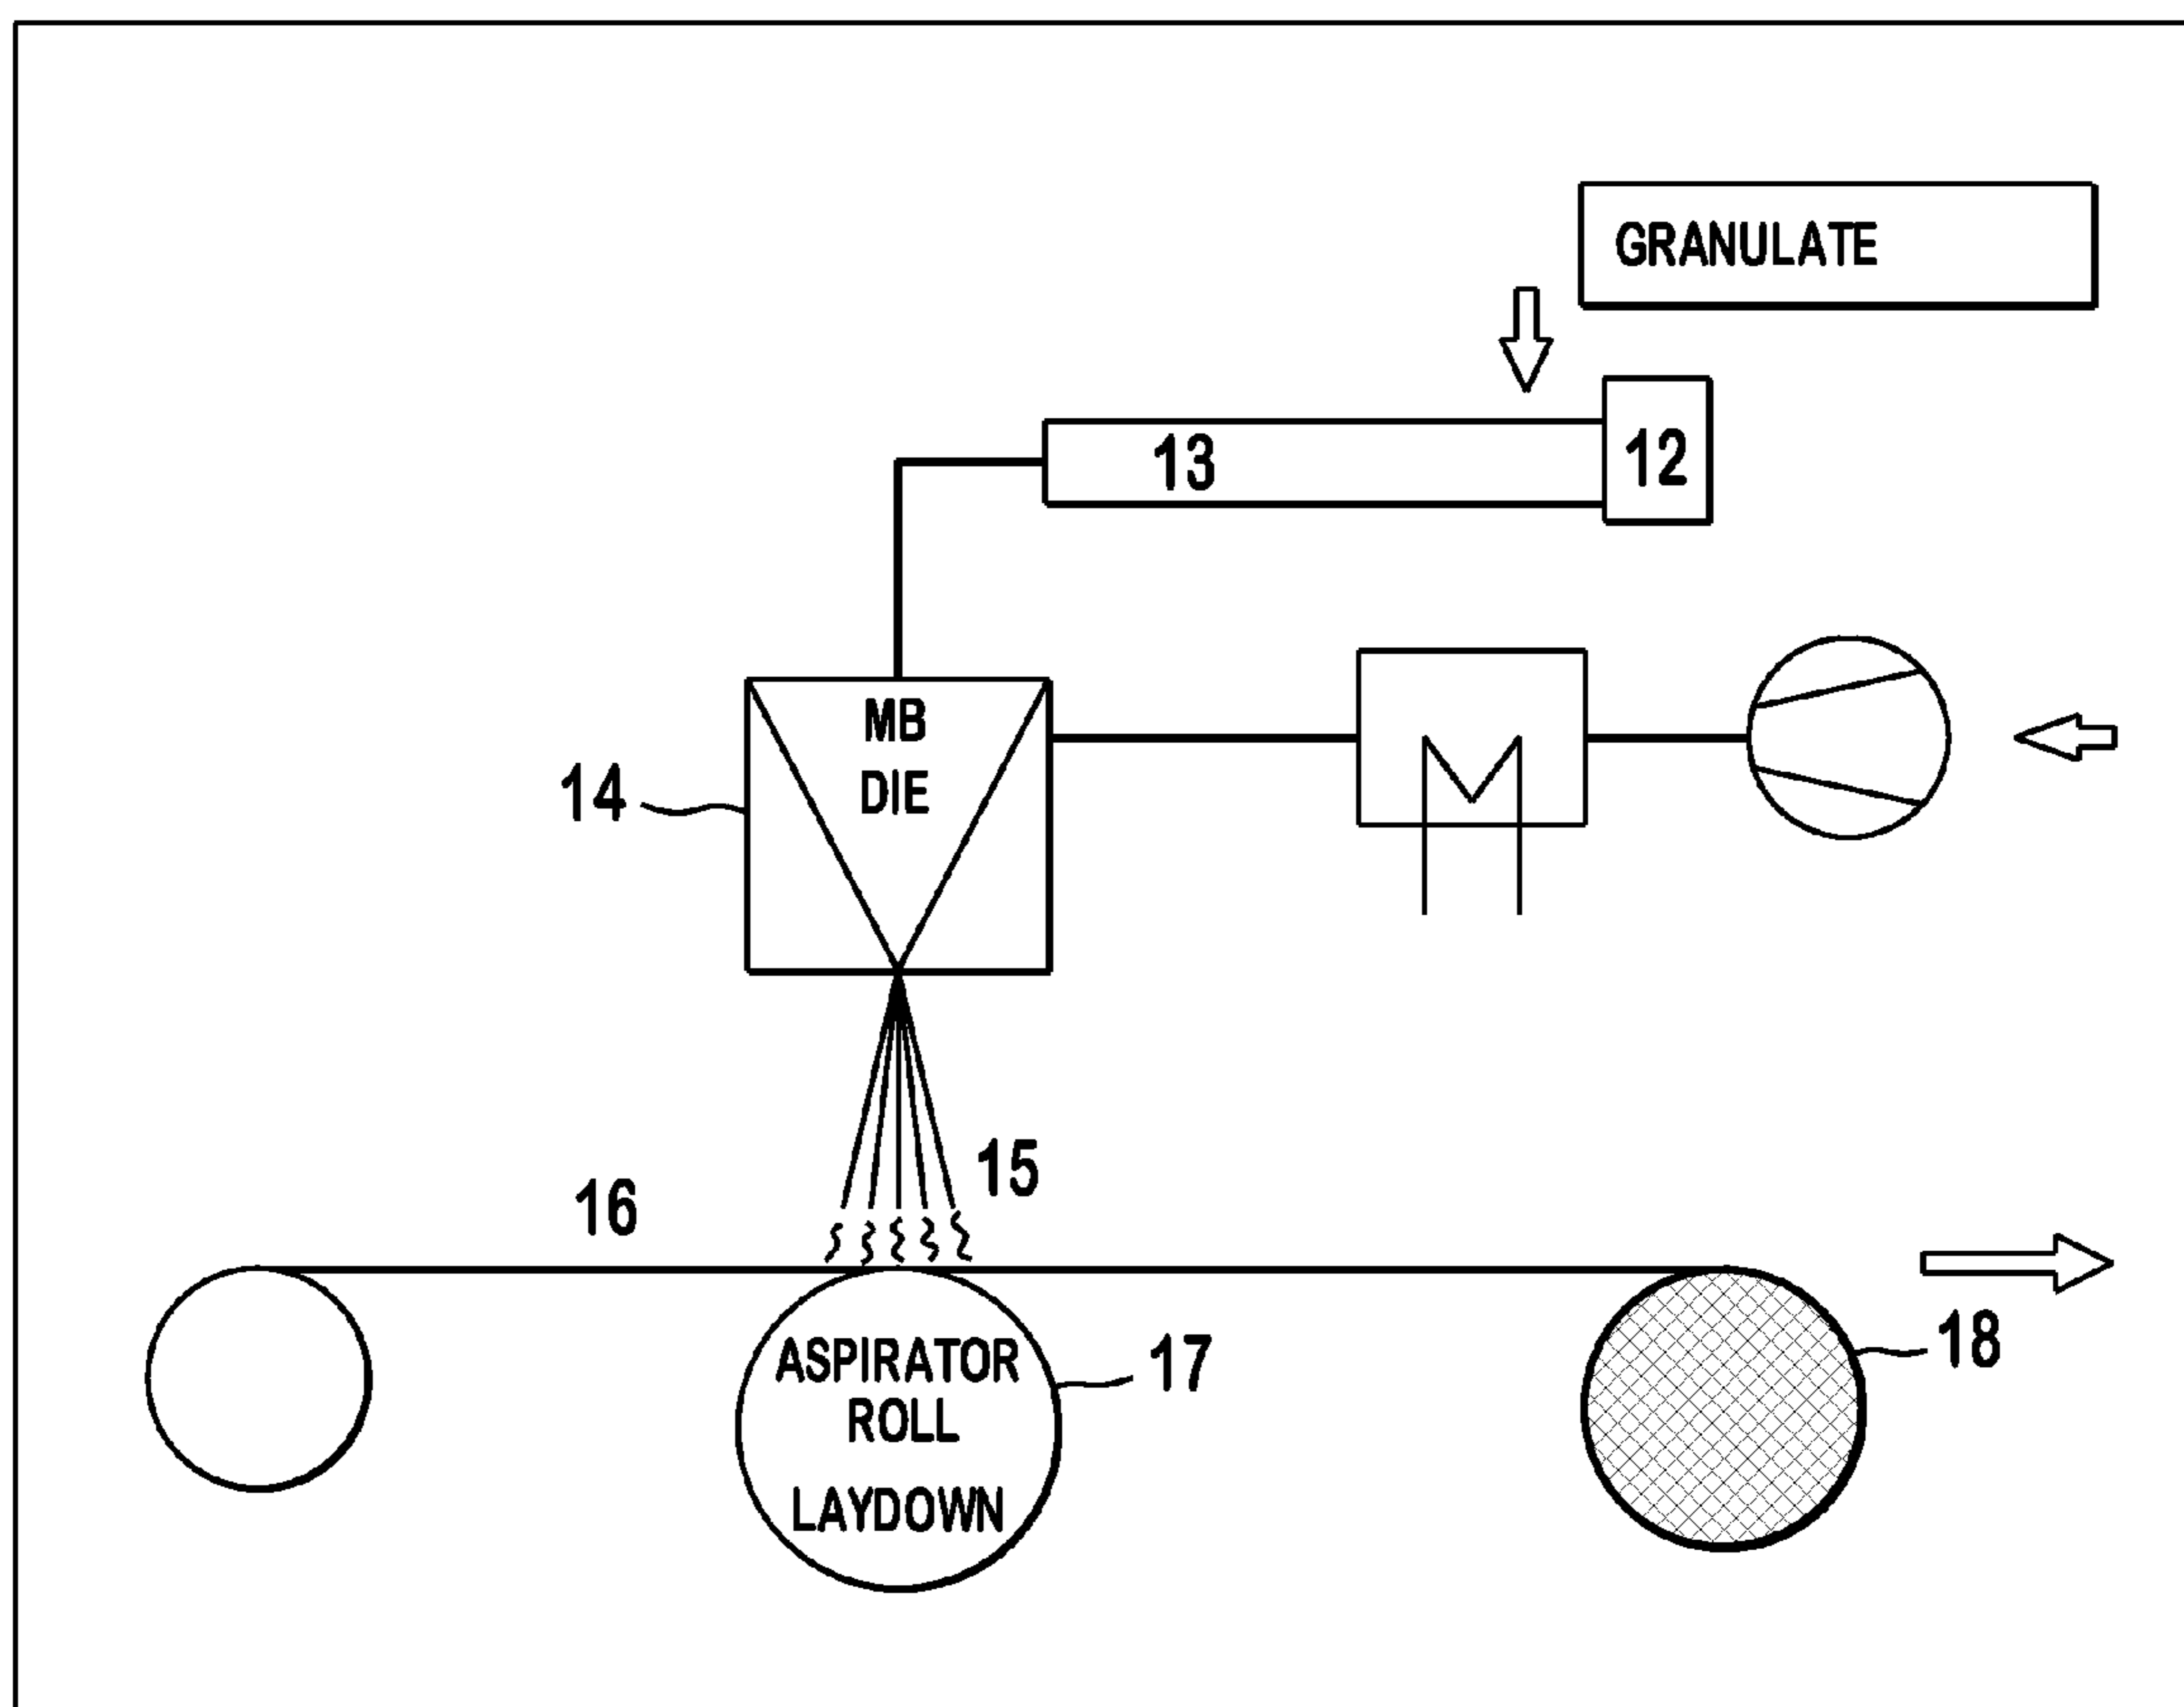 GRANULATE
13
12
MB
DIE
14
15
16
ASPIRATOR
ROLL
LAYDOWN
17
18